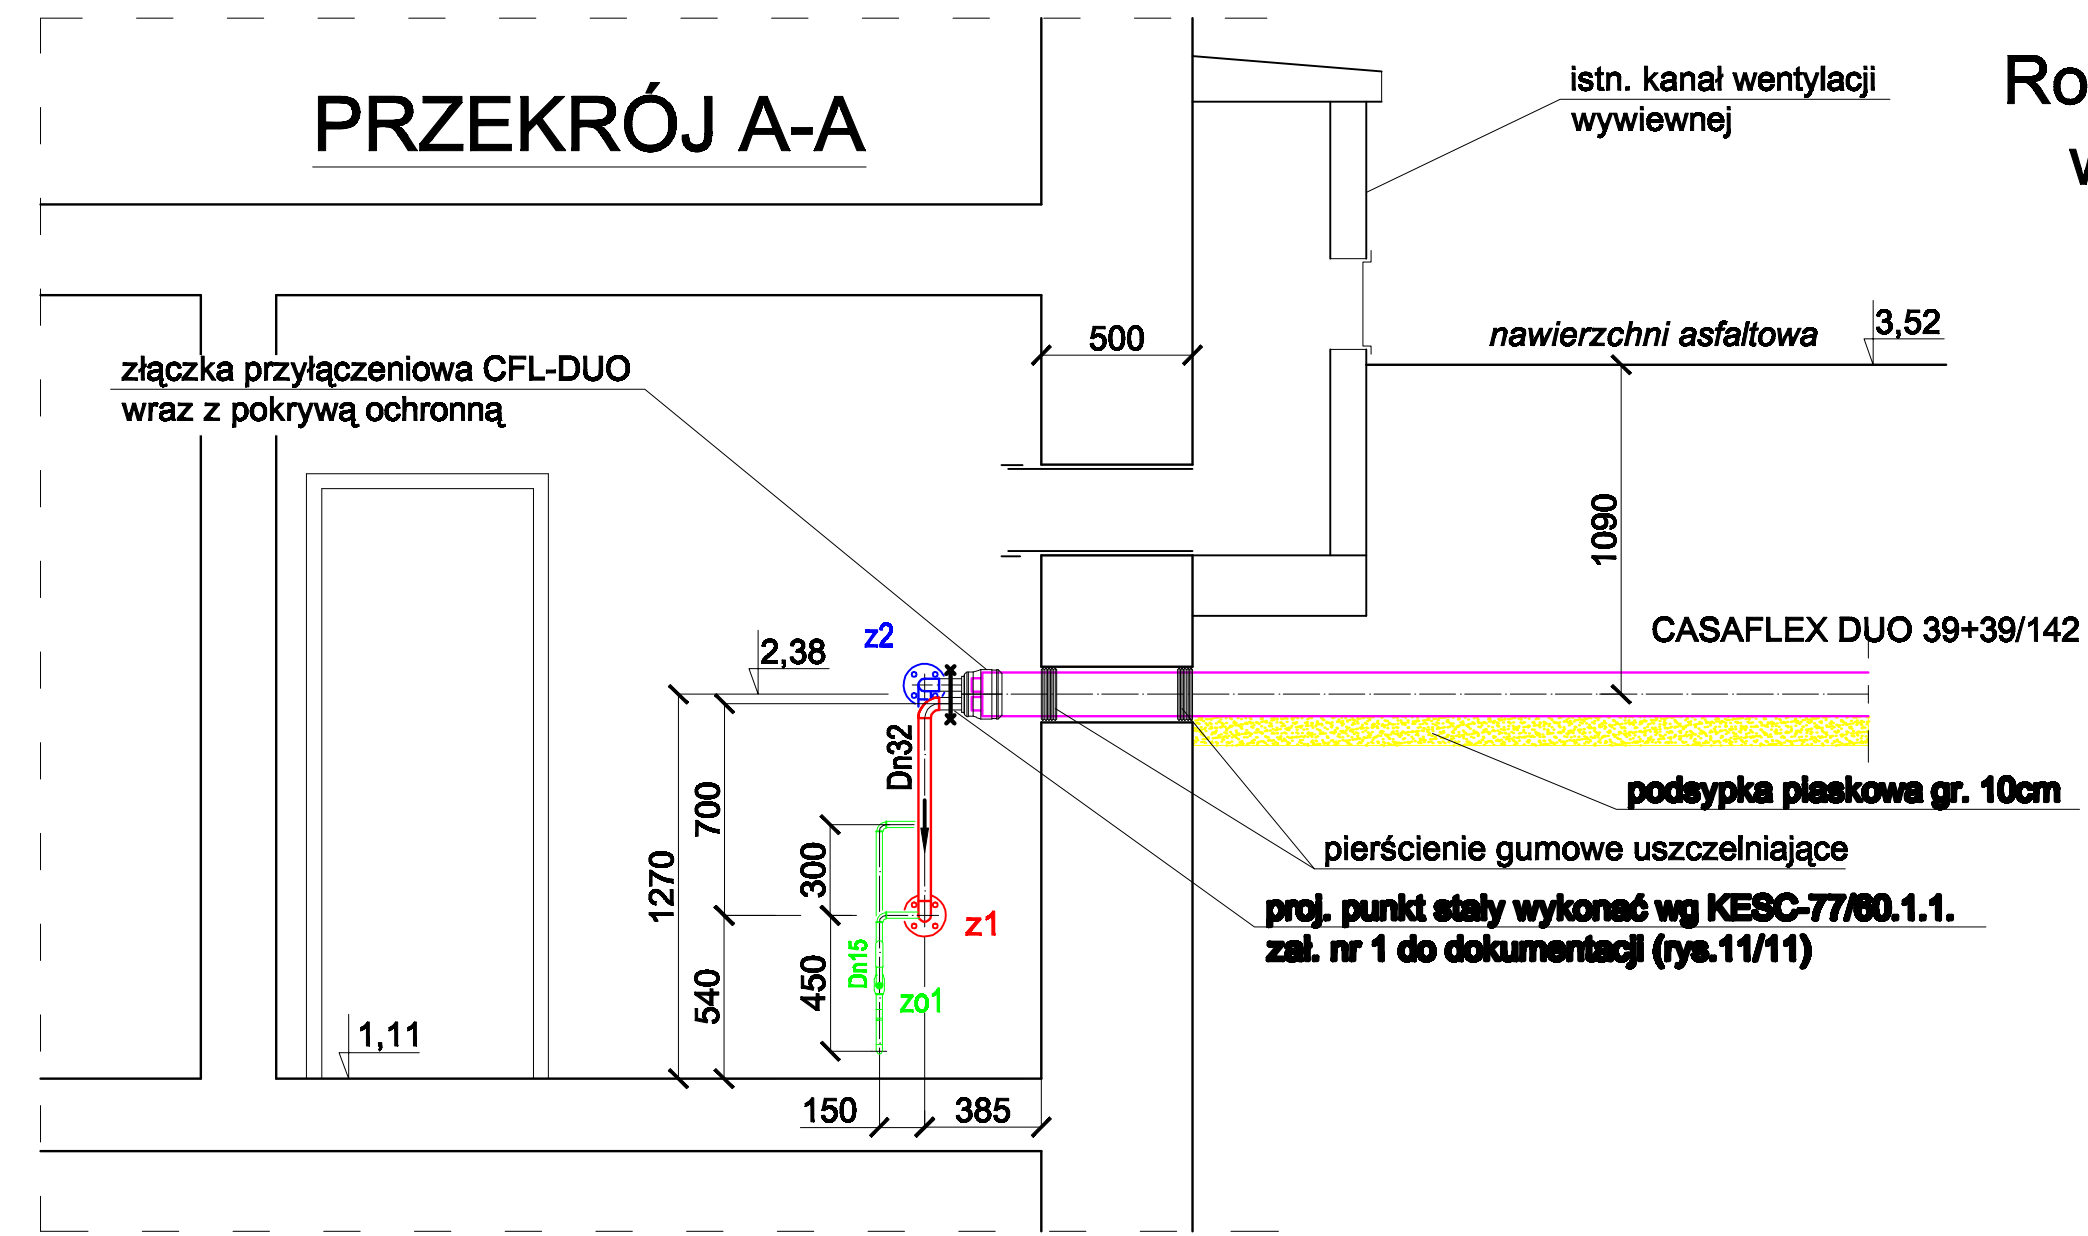 PRZEKRÓJ A-A
istn. kanał wentylacji
wywiewnej
Ro
500
nawierzchni asfaltowa
3,52
złączka przyłączeniowa CFL-DUO
wraz z pokrywą ochronną
1090
z2
2,38
CASAFLEX DUO 39+39/142
Dn32
podsypka piaskowa gr. 10cm
700
1270
300
pierścienie gumowe uszczelniające
proj. punkt stały wykonać wg KESC-77/60.1.1.
zał. nr 1 do dokumentacji (rys.11/11)
z1
Dn15
450
540
zo1
1,11
150
385